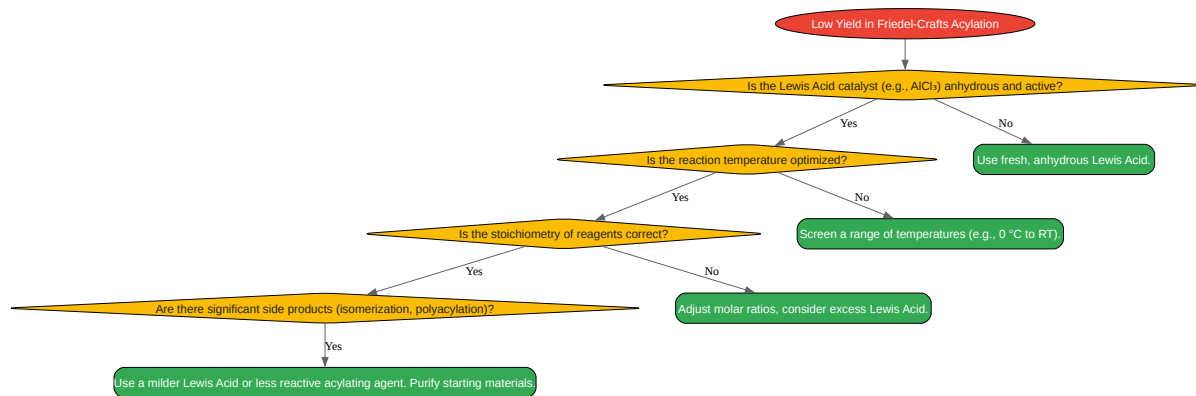 Low Yield in Friedel-Crafts Acylation
Is the Lewis Acid catalyst (e.g., AlCl₃) anhydrous and active?
Yes
No
Is the reaction temperature optimized?
Use fresh, anhydrous Lewis Acid.
Yes
No
Is the stoichiometry of reagents correct?
Screen a range of temperatures (e.g., 0 °C to RT).
Yes
No
Are there significant side products (isomerization, polyacylation)?
Adjust molar ratios, consider excess Lewis Acid.
Yes
Use a milder Lewis Acid or less reactive acylating agent. Purify starting materials.